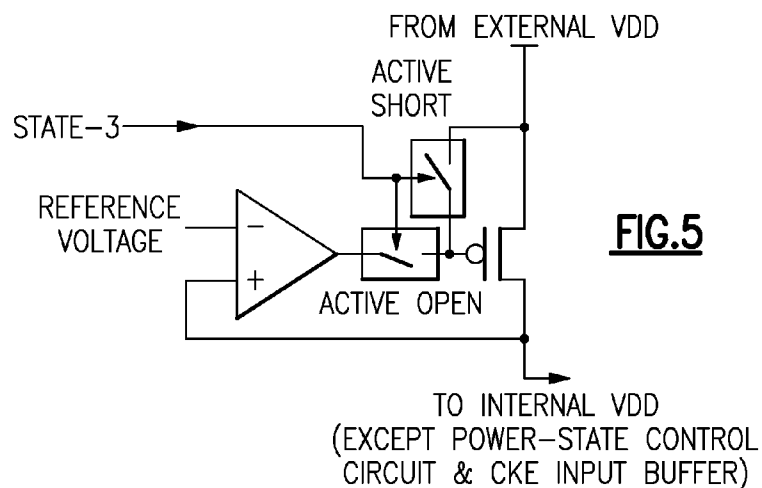 FROM EXTERNAL VDD
ACTIVE
SHORT
STATE-3
REFERENCE
VOLTAGE
-
+
FIG.5
ACTIVE OPEN
TO INTERNAL VDD
(EXCEPT POWER-STATE CONTROL
CIRCUIT & CKE INPUT BUFFER)